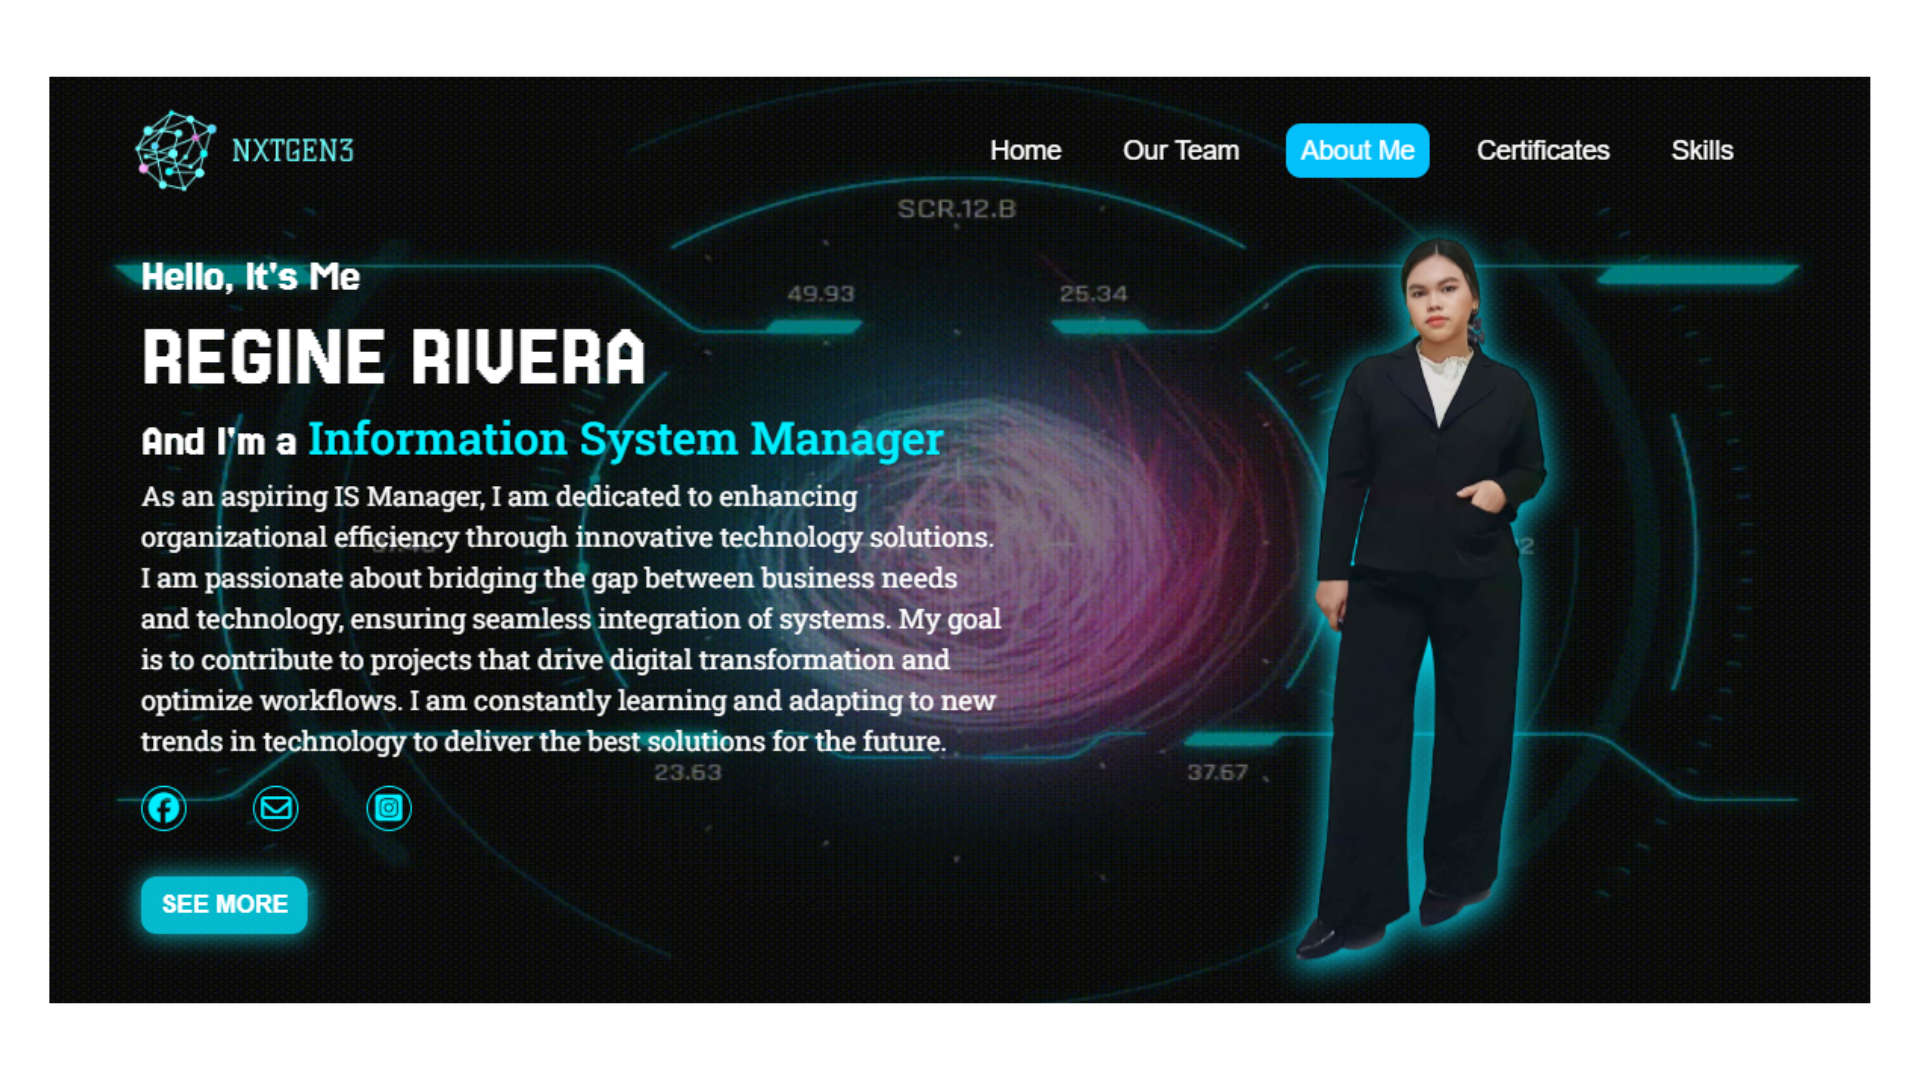 NXTGEN3
Home
Our Team
About Me
Certificates
Skills
SCR.12.B
Hello, It's Me
49.93
25.34
REGINE RIVERA
And I'm a Information System Manager
As an aspiring IS Manager, I am dedicated to enhancing
organizational efficiency through innovative technology solutions.
I am passionate about bridging the gap between business needs
and technology, ensuring seamless integration of systems. My goal
is to contribute to projects that drive digital transformation and
optimize workflows. I am constantly learning and adapting to new
trends in technology to deliver the best solutions for the future.
23.63
37.67
SEE MORE